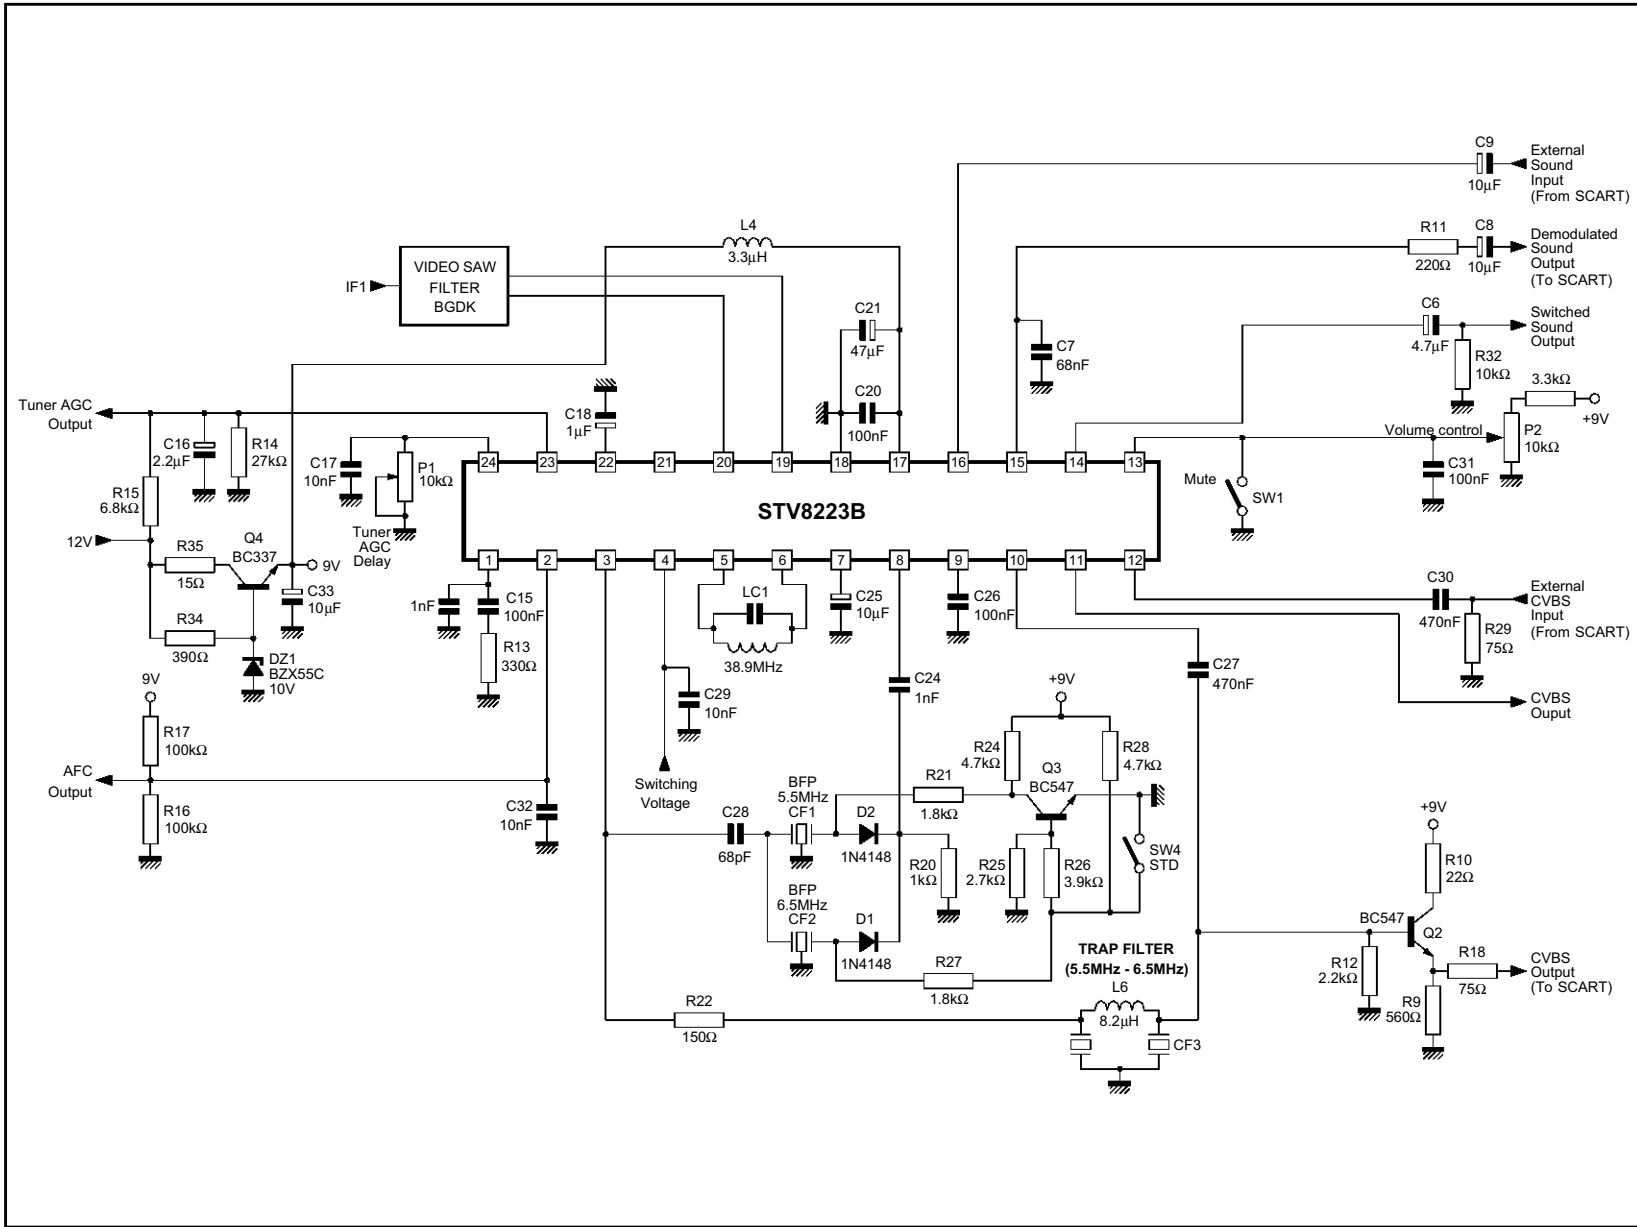 C9
10μF
External
Sound
Input
(From SCART)
L4
3.3μH
R11
220Ω
C8
10μF
Demodulated
Sound
Output
(To SCART)
IF1
VIDEO SAW
FILTER
BGDK
C21
47μF
C7
68nF
C6
4.7μF
Switched
Sound
Output
R32
10kΩ
3.3kΩ
+9V
Tuner AGC
Output
C16
2.2μF
R14
27kΩ
C18
1μF
C20
100nF
Volume control
P2
10kΩ
C17
10nF
P1
10kΩ
24
23
22
21
20
19
18
17
16
15
14
13
C31
100nF
R15
6.8kΩ
Mute
SW1
STV8223B
Tuner
AGC
Delay
12V
R35
15Ω
Q4
BC337
9V
1
2
3
4
5
6
7
8
9
10
11
12
C33
10μF
R34
390Ω
DZ1
BZX55C
10V
1nF
C15
100nF
R13
330Ω
LC1
38.9MHz
C25
10μF
C26
100nF
C30
470nF
R29
75Ω
External
CVBS
Input
(From SCART)
C29
10nF
C24
1nF
C27
470nF
CVBS
Ouput
9V
R17
100kΩ
+9V
R24
4.7kΩ
R28
4.7kΩ
Q3
BC547
AFC
Output
R16
100kΩ
C32
10nF
Switching
Voltage
BFP
5.5MHz
CF1
D2
1N4148
R21
1.8kΩ
C28
68pF
R20
1kΩ
R25
2.7kΩ
R26
3.9kΩ
SW4
STD
+9V
R10
22Ω
BFP
6.5MHz
CF2
D1
1N4148
R27
1.8kΩ
TRAP FILTER
(5.5MHz - 6.5MHz)
L6
8.2μH
CF3
R22
150Ω
BC547
Q2
R12
2.2kΩ
R18
75Ω
R9
560Ω
CVBS
Output
(To SCART)